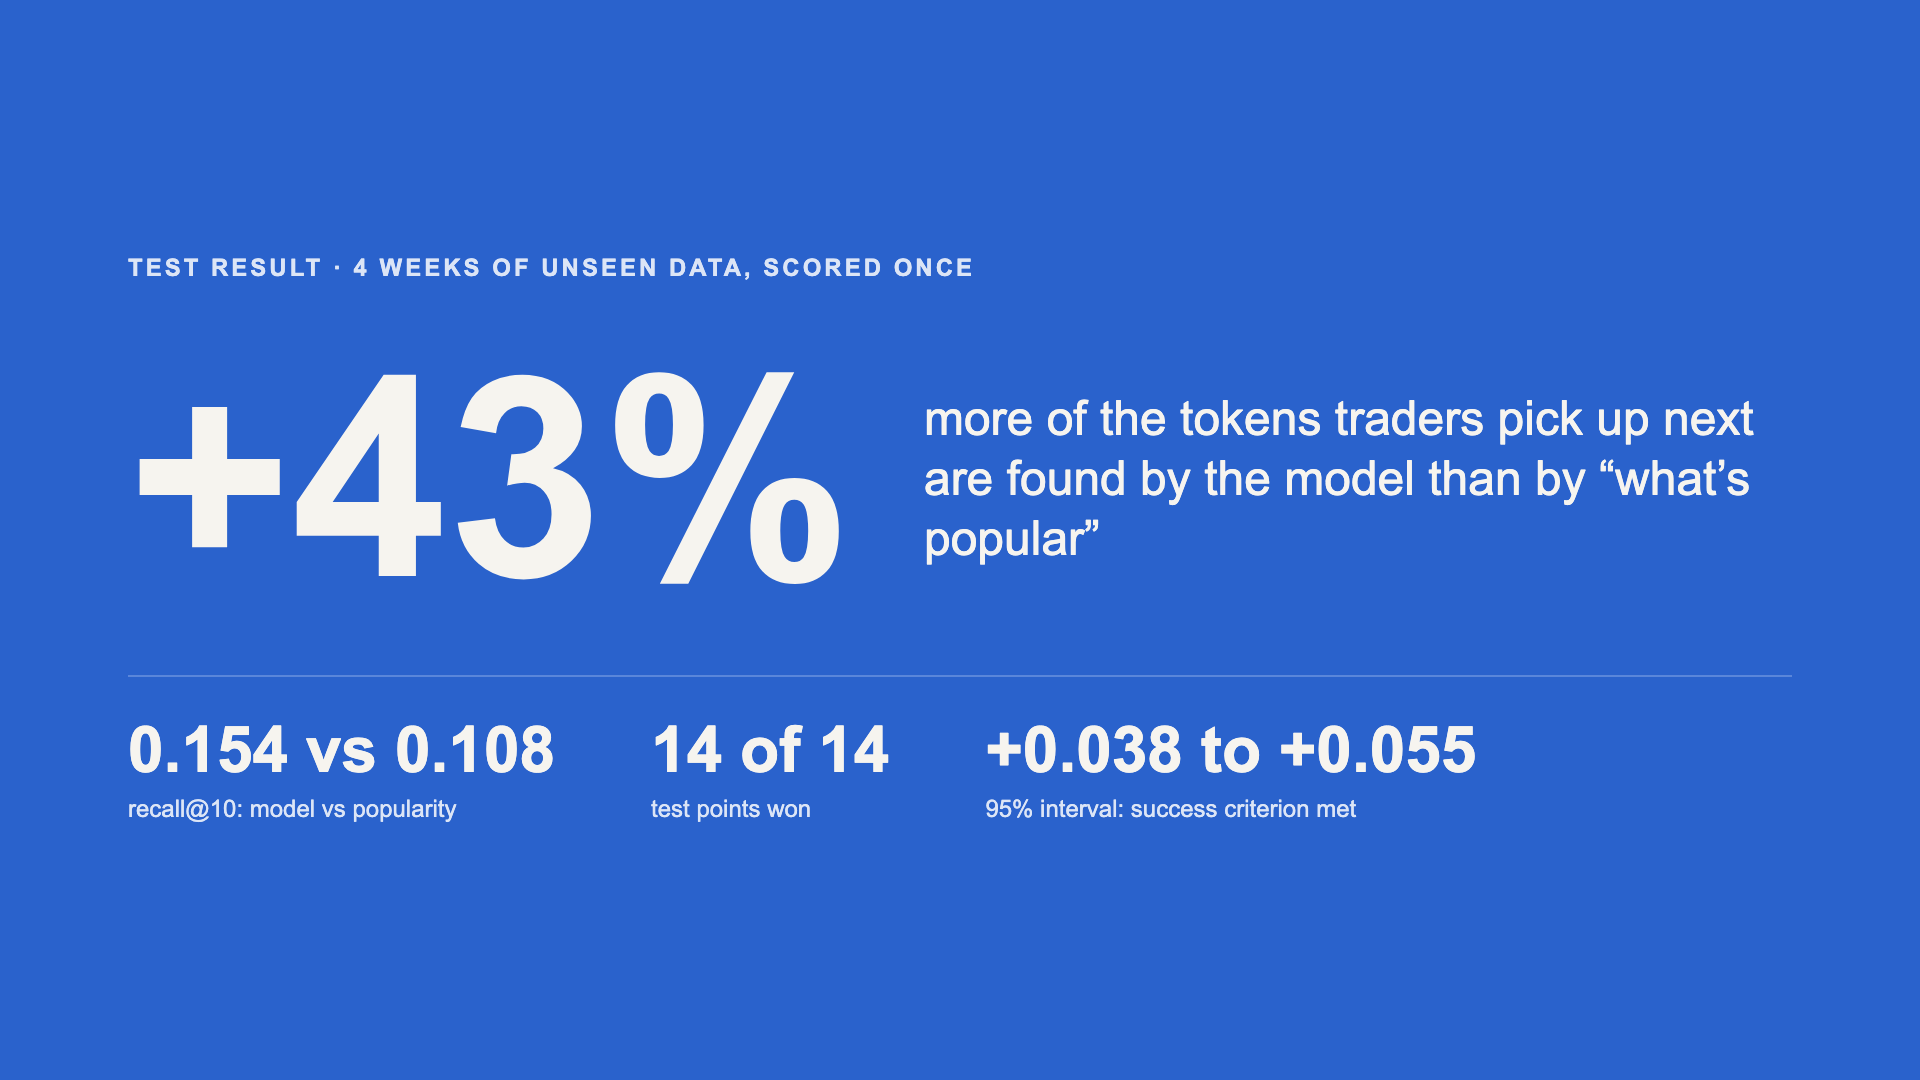 TEST RESULT · 4 WEEKS OF UNSEEN DATA, SCORED ONCE
+43%
more of the tokens traders pick up next
are found by the model than by “what’s
popular”
0.154 vs 0.108
recall@10: model vs popularity
14 of 14
test points won
+0.038 to +0.055
95% interval: success criterion met